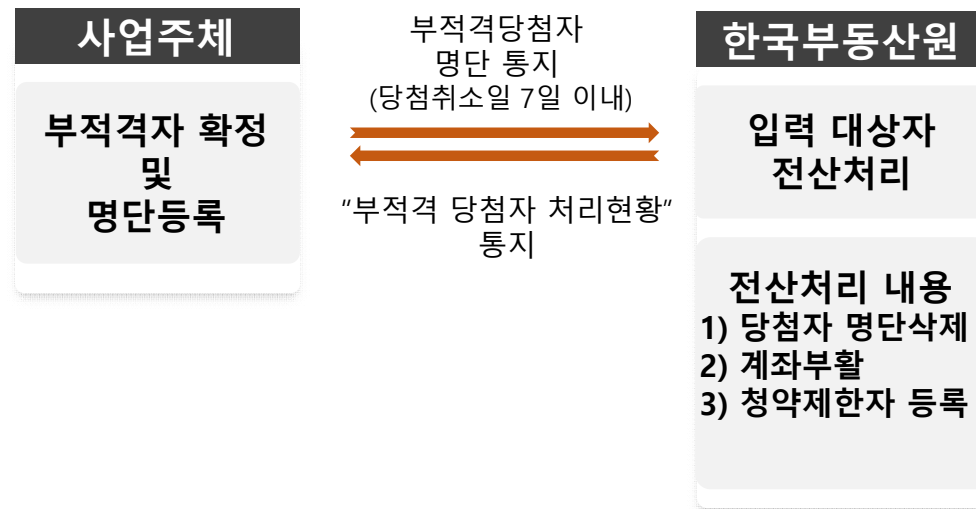 사업주체
부적격자 확정
및
명단등록
부적격당첨자
명단 통지
(당첨취소일 7일 이내)
“부적격 당첨자 처리현황”
통지
한국부동산원
입력 대상자
전산처리
전산처리 내용
1) 당첨자 명단삭제
2) 계좌부활
3) 청약제한자 등록